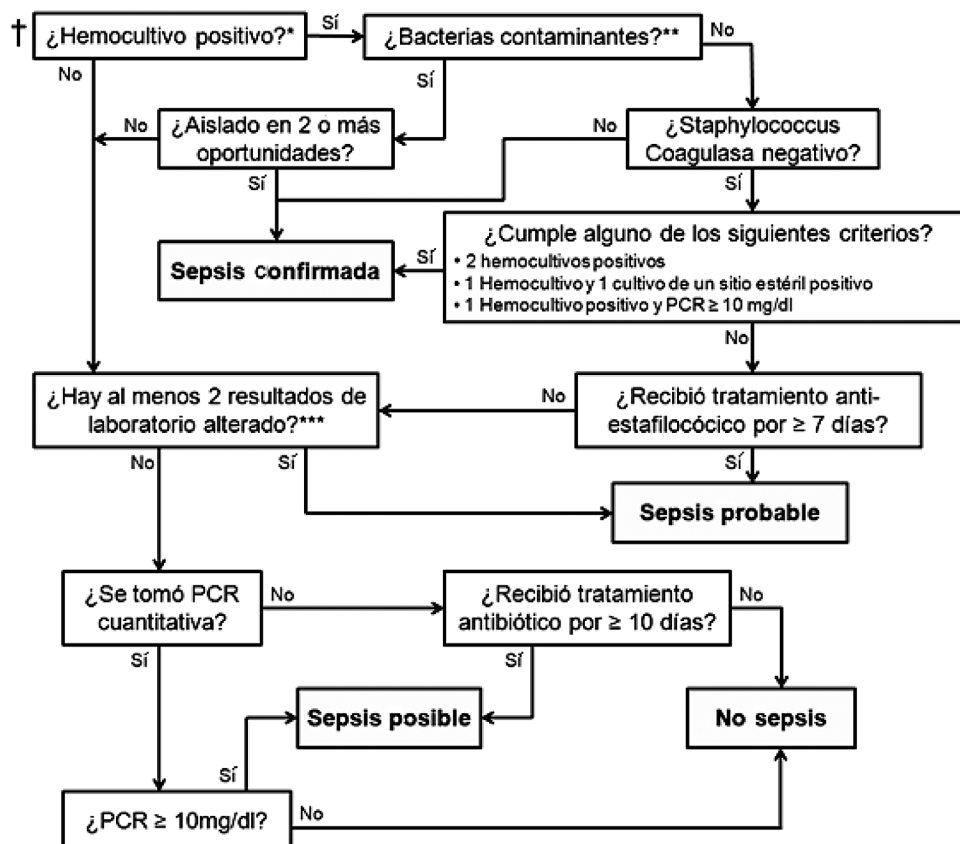 †
¿Hemocultivo positivo?*
Sí
¿Bacterias contaminantes?**
No
No
Sí
¿Aislado en 2 o más
oportunidades?
No
Sí
¿Staphylococcus
Coagulasa negativo?
No
Sí
Sepsis confirmada
Sí
¿Cumple alguno de los siguientes criterios?
• 2 hemocultivos positivos
• 1 Hemocultivo y 1 cultivo de un sitio estéril positivo
• 1 Hemocultivo positivo y PCR ≥ 10 mg/dl
No
¿Hay al menos 2 resultados de
laboratorio alterado?***
No
¿Recibió tratamiento anti-
estafilocócico por ≥ 7 días?
No
Sí
Sí
Sepsis probable
¿Se tomó PCR
cuantitativa?
No
¿Recibió tratamiento
antibiótico por ≥ 10 días?
No
Sí
Sí
Sepsis posible
No sepsis
Sí
¿PCR ≥ 10mg/dl?
No